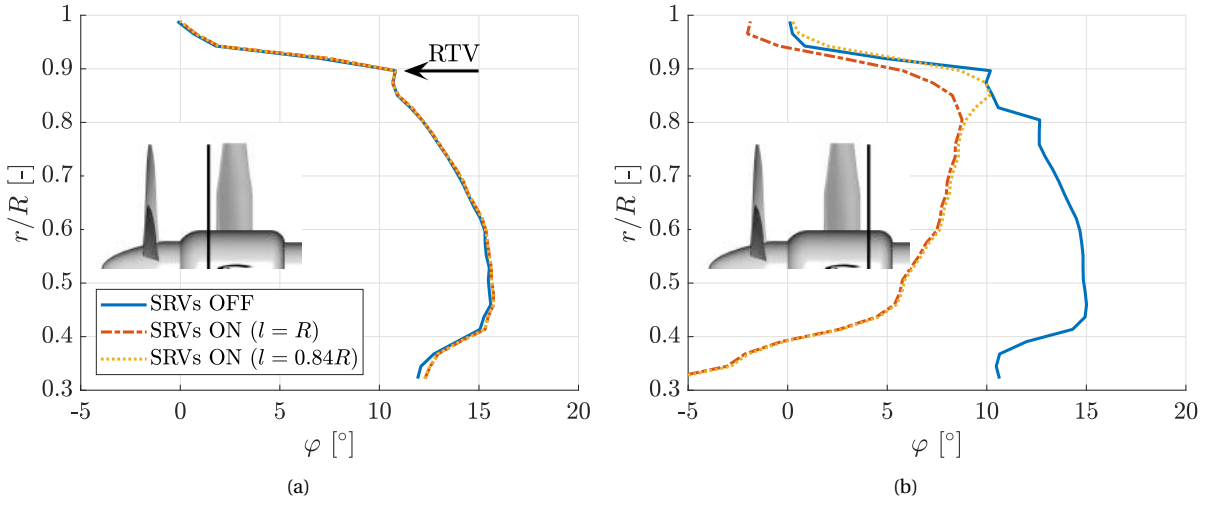 1
0.9
0.8
0.7
0.6
0.5
0.4
0.3
r/R [-]
RTV
SRVs OFF
SRVs ON (l = R)
SRVs ON (l = 0.84R)
-5 0 5 10 15 20
φ [°]
(a)
1
0.9
0.8
0.7
0.6
0.5
0.4
0.3
r/R [-]
-5 0 5 10 15 20
φ [°]
(b)